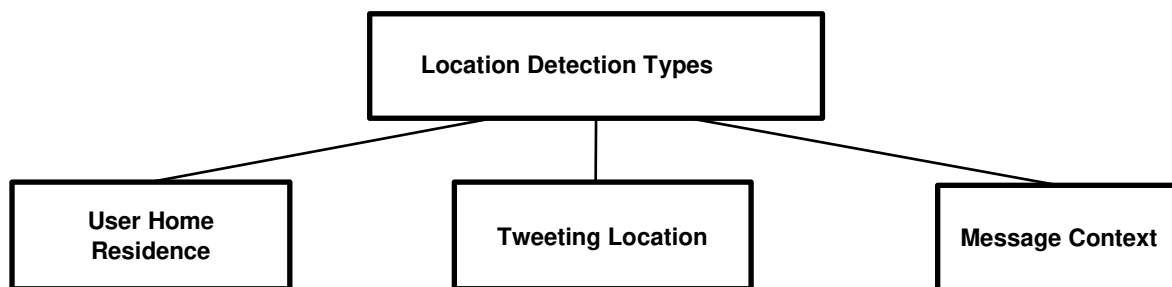 Location Detection Types
User Home
Residence
Tweeting Location
Message Context